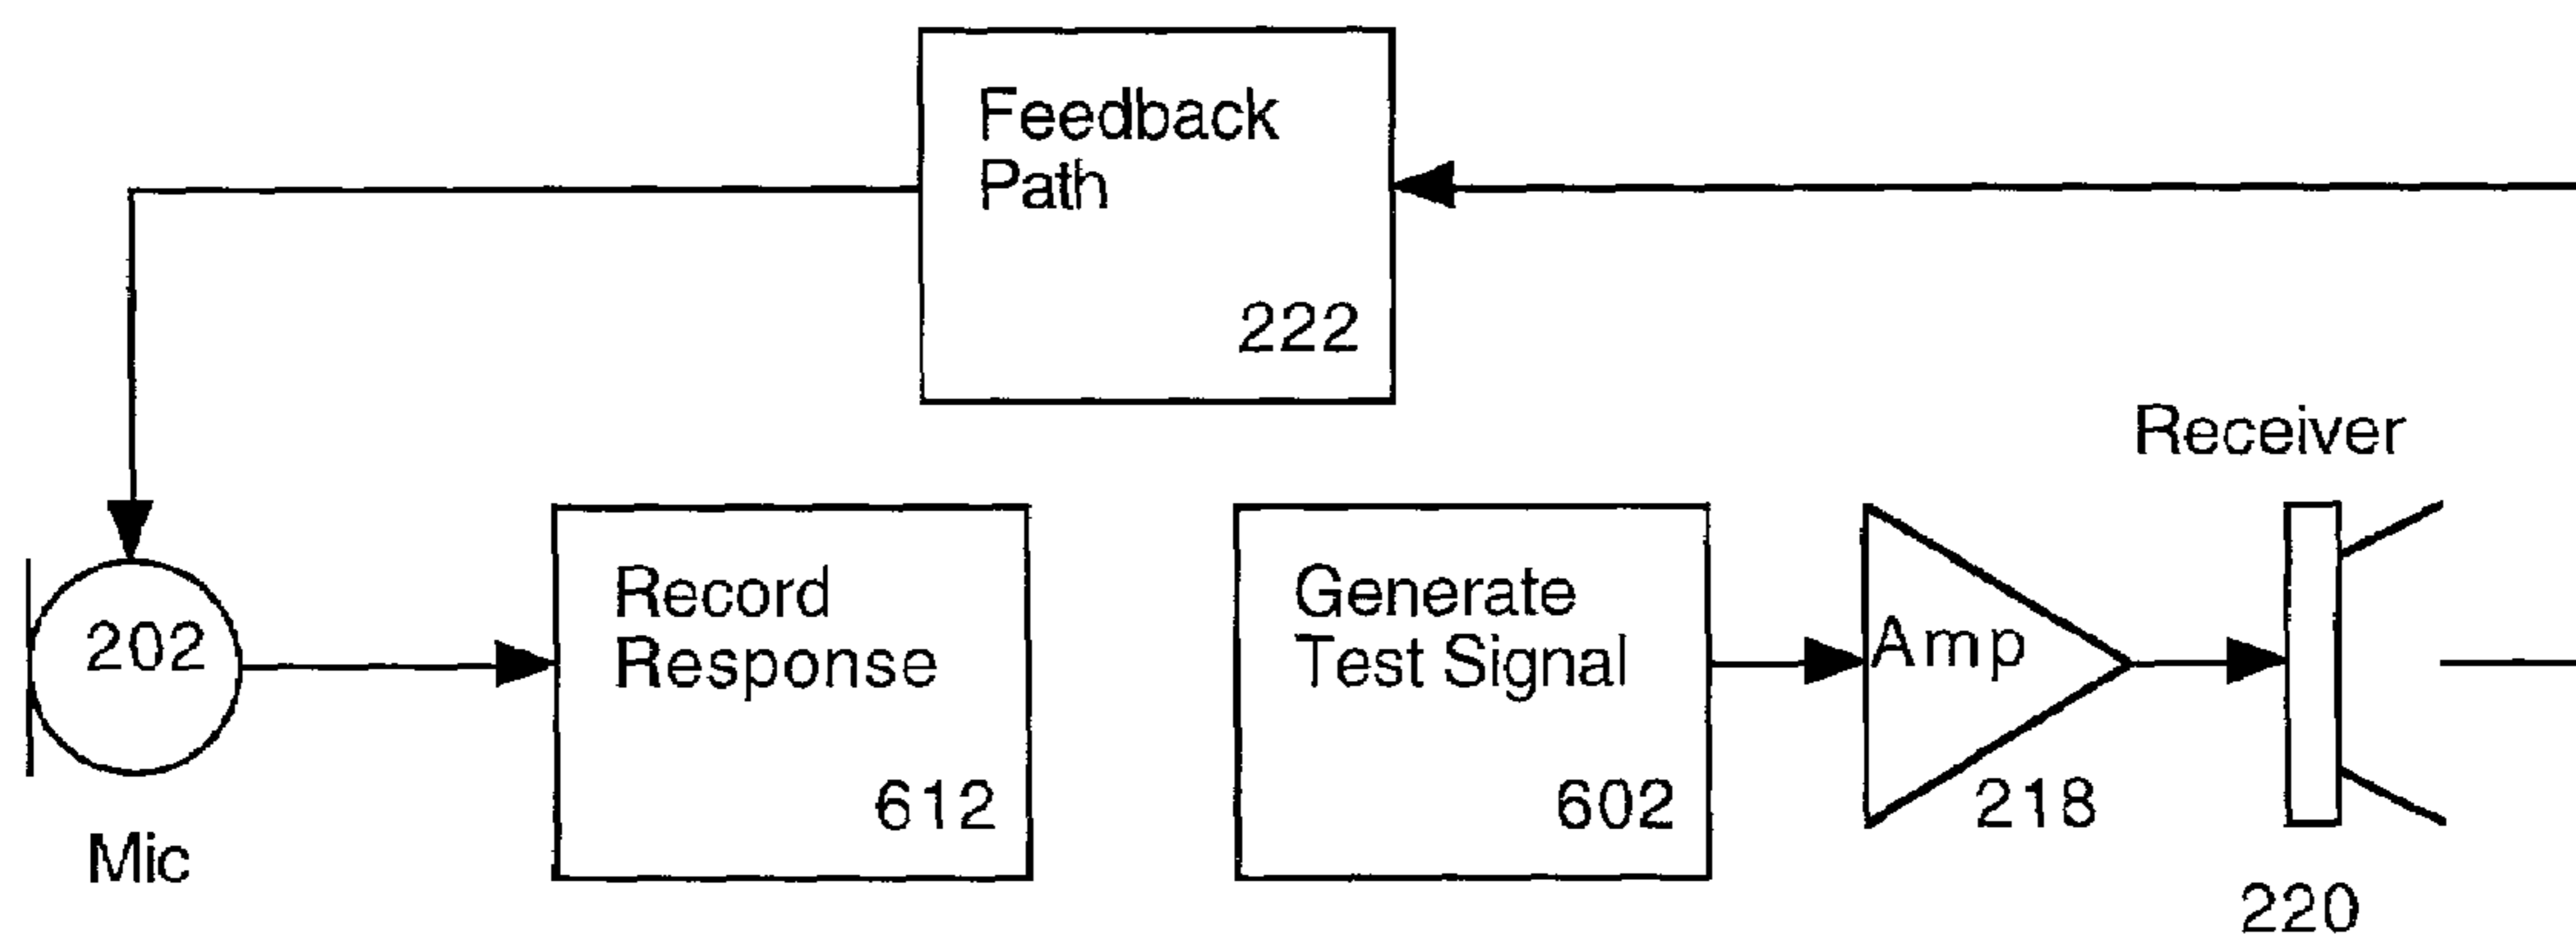 Feedback
Path
222
Receiver
202
Mic
Record
Response
612
Generate
Test Signal
602
Amp
218
220